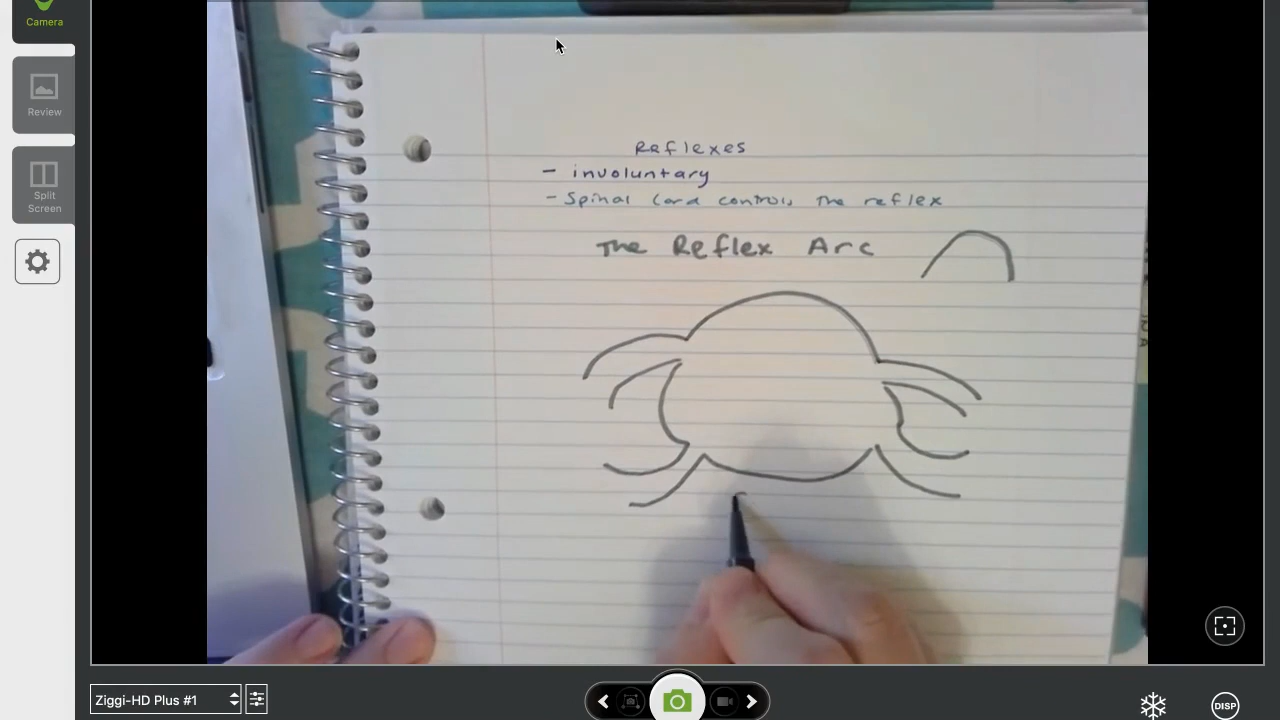 Camera
Review
Split
Screen
Reflexes
- involuntary
- Spinal Cord controls the reflex
The Reflex Arc
Ziggi-HD Plus #1
DISP